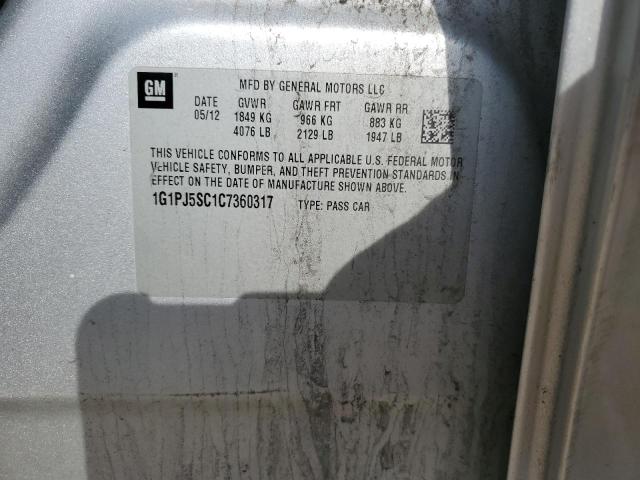 GM
MFD BY GENERAL MOTORS LLC
DATE GVWR GAWR FRT GAWR RR
05/12 1849 KG 966 KG 883 KG
4076 LB 2129 LB 1947 LB
THIS VEHICLE CONFORMS TO ALL APPLICABLE U.S. FEDERAL MOTOR
VEHICLE SAFETY, BUMPER, AND THEFT PREVENTION STANDARDS IN
EFFECT ON THE DATE OF MANUFACTURE SHOWN ABOVE.
1G1PJ5SC1C7360317 TYPE: PASS CAR